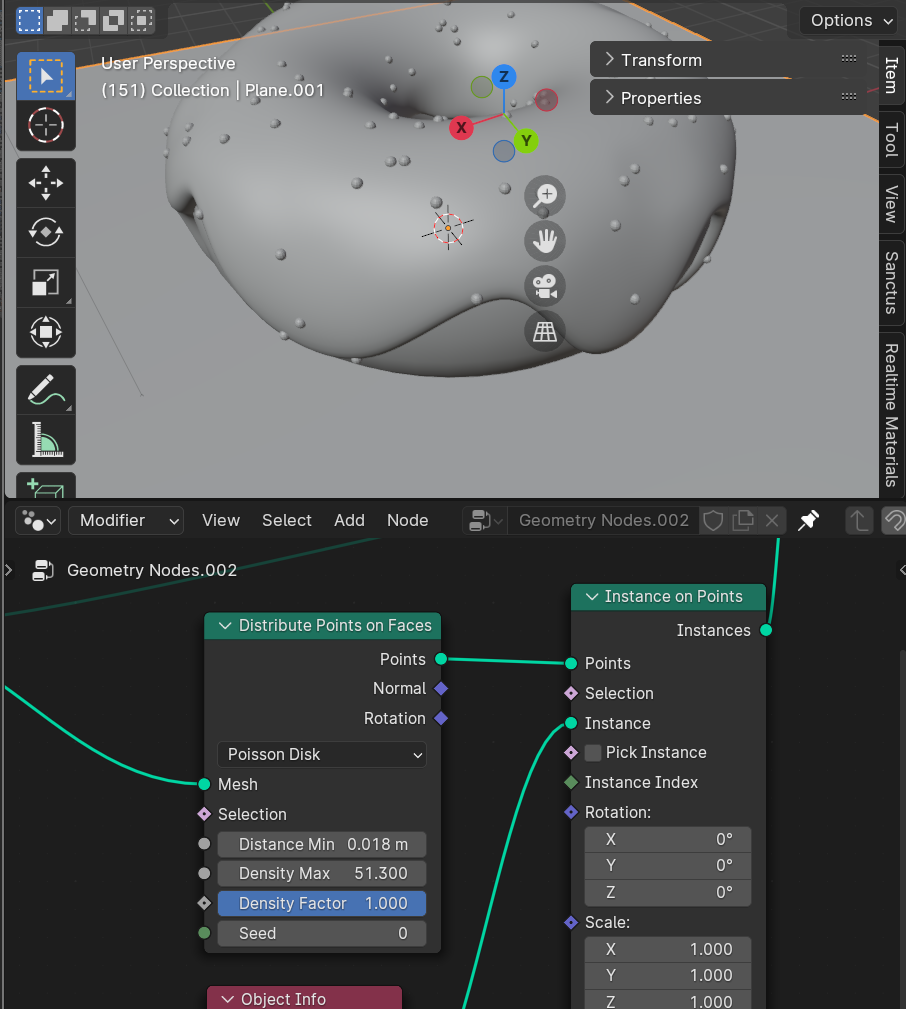 Options
User Perspective
(151) Collection | Plane.001
Transform
Properties
Z
X
Y
Item
Tool
View
Sanctus
Realtime Materials
Modifier
View
Select
Add
Node
Geometry Nodes.002
Geometry Nodes.002
Distribute Points on Faces
Points
Normal
Rotation
Poisson Disk
Mesh
Selection
Distance Min 0.018 m
Density Max 51.300
Density Factor 1.000
Seed 0
Object Info
Instance on Points
Instances
Points
Selection
Instance
Pick Instance
Instance Index
Rotation:
X 0°
Y 0°
Z 0°
Scale:
X 1.000
Y 1.000
Z 1.000